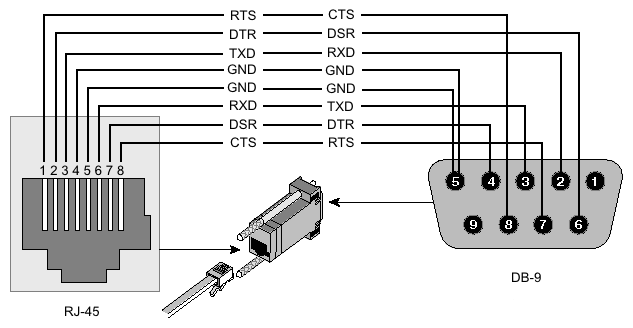 RTS CTS
DTR DSR
TXD RXD
GND GND
GND GND
RXD TXD
DSR DTR
CTS RTS
1 2 3 4 5 6 7 8
5 4 3 2 1
9 8 7 6
DB-9
RJ-45